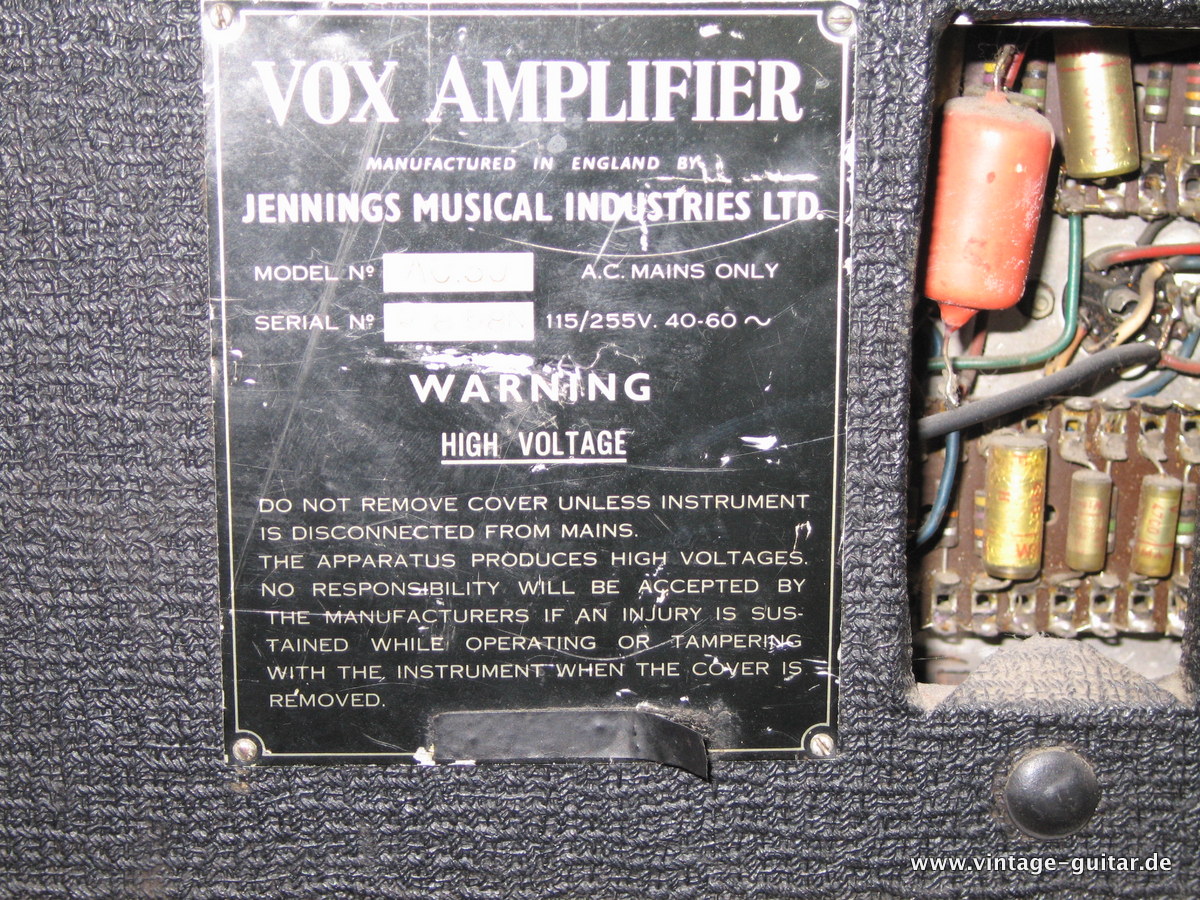 VOX AMPLIFIER
MANUFACTURED IN ENGLAND BY
JENNINGS MUSICAL INDUSTRIES LTD.
MODEL Nº A.C. MAINS ONLY
SERIAL Nº 115/255V. 40-60 ~
WARNING
HIGH VOLTAGE
DO NOT REMOVE COVER UNLESS INSTRUMENT
IS DISCONNECTED FROM MAINS.
THE APPARATUS PRODUCES HIGH VOLTAGES.
NO RESPONSIBILITY WILL BE ACCEPTED BY
THE MANUFACTURERS IF AN INJURY IS SUS-
TAINED WHILE OPERATING OR TAMPERING
WITH THE INSTRUMENT WHEN THE COVER IS
REMOVED.
www.vintage-guitar.de